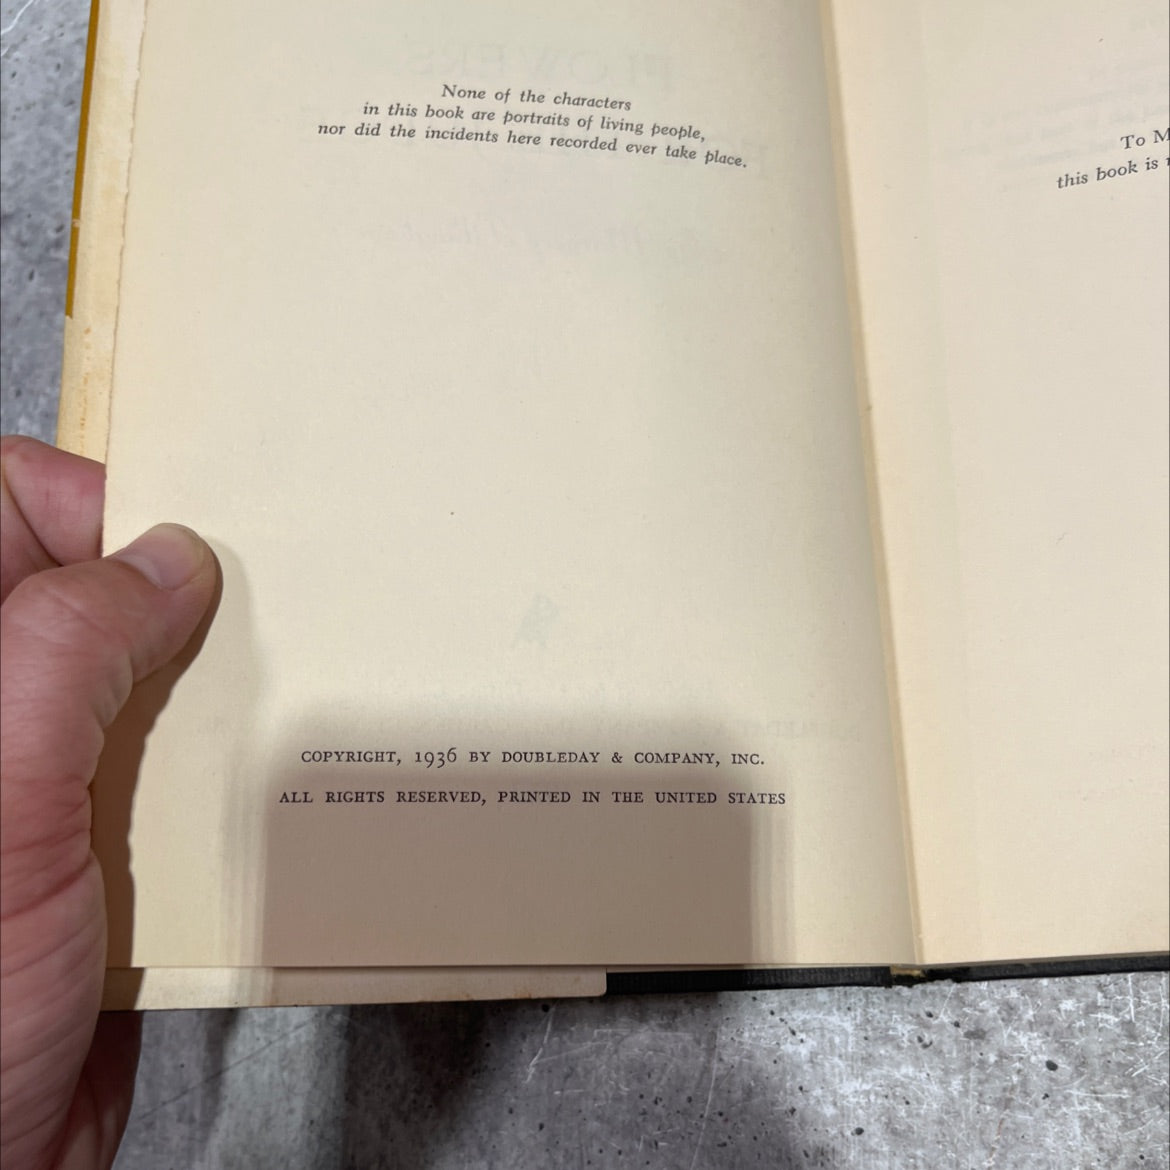 None of the characters
in this book are portraits of living people,
nor did the incidents here recorded ever take place.
COPYRIGHT, 1936 BY DOUBLEDAY & COMPANY, INC.
ALL RIGHTS RESERVED, PRINTED IN THE UNITED STATES
To M
this book is